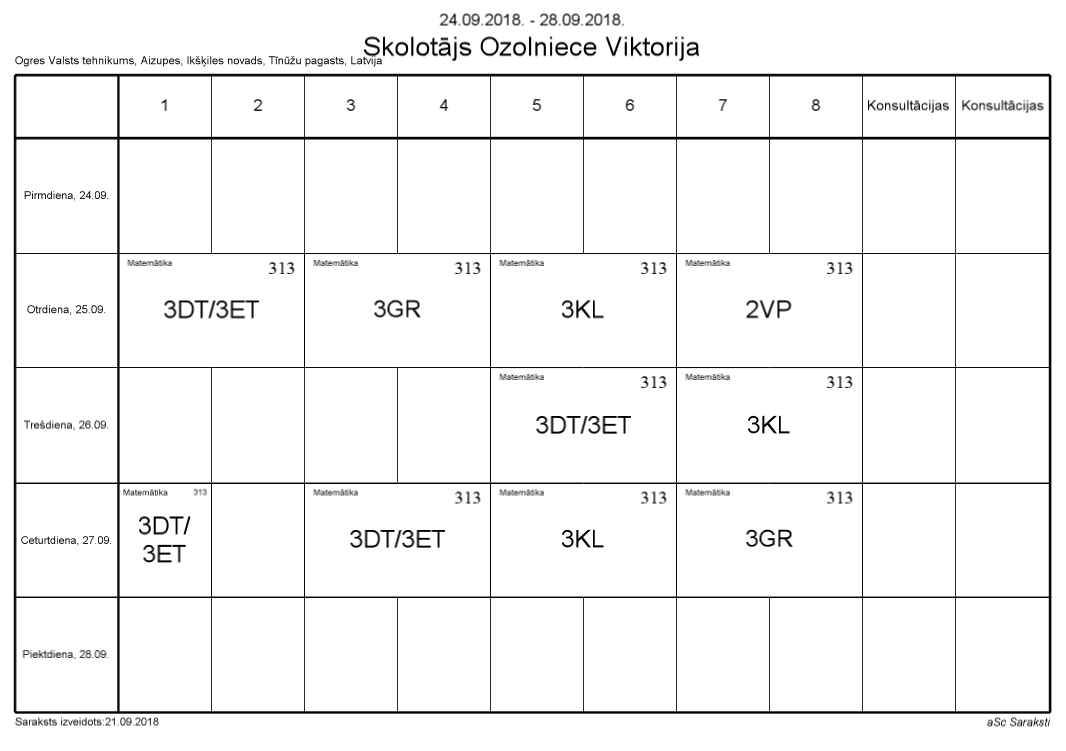 24.09.2018. - 28.09.2018.
Skolotājs Ozolniece Viktorija
Ogres Valsts tehnikums, Aizupes, Ikšķiles novads, Tīnūžu pagasts, Latvija
1 2 3 4 5 6 7 8 Konsultācijas Konsultācijas
Pirmdiena, 24.09.
Matemātika 313 Matemātika 313 Matemātika 313 Matemātika 313
Otrdiena, 25.09. 3DT/3ET 3GR 3KL 2VP
Matemātika 313 Matemātika 313
Trešdiena, 26.09. 3DT/3ET 3KL
Matemātika 313 Matemātika 313 Matemātika 313 Matemātika 313
Ceturtdiena, 27.09. 3DT/ 3DT/3ET 3KL 3GR
3ET
Piektdiena, 28.09.
Saraksts izveidots:21.09.2018 aSc Saraksti